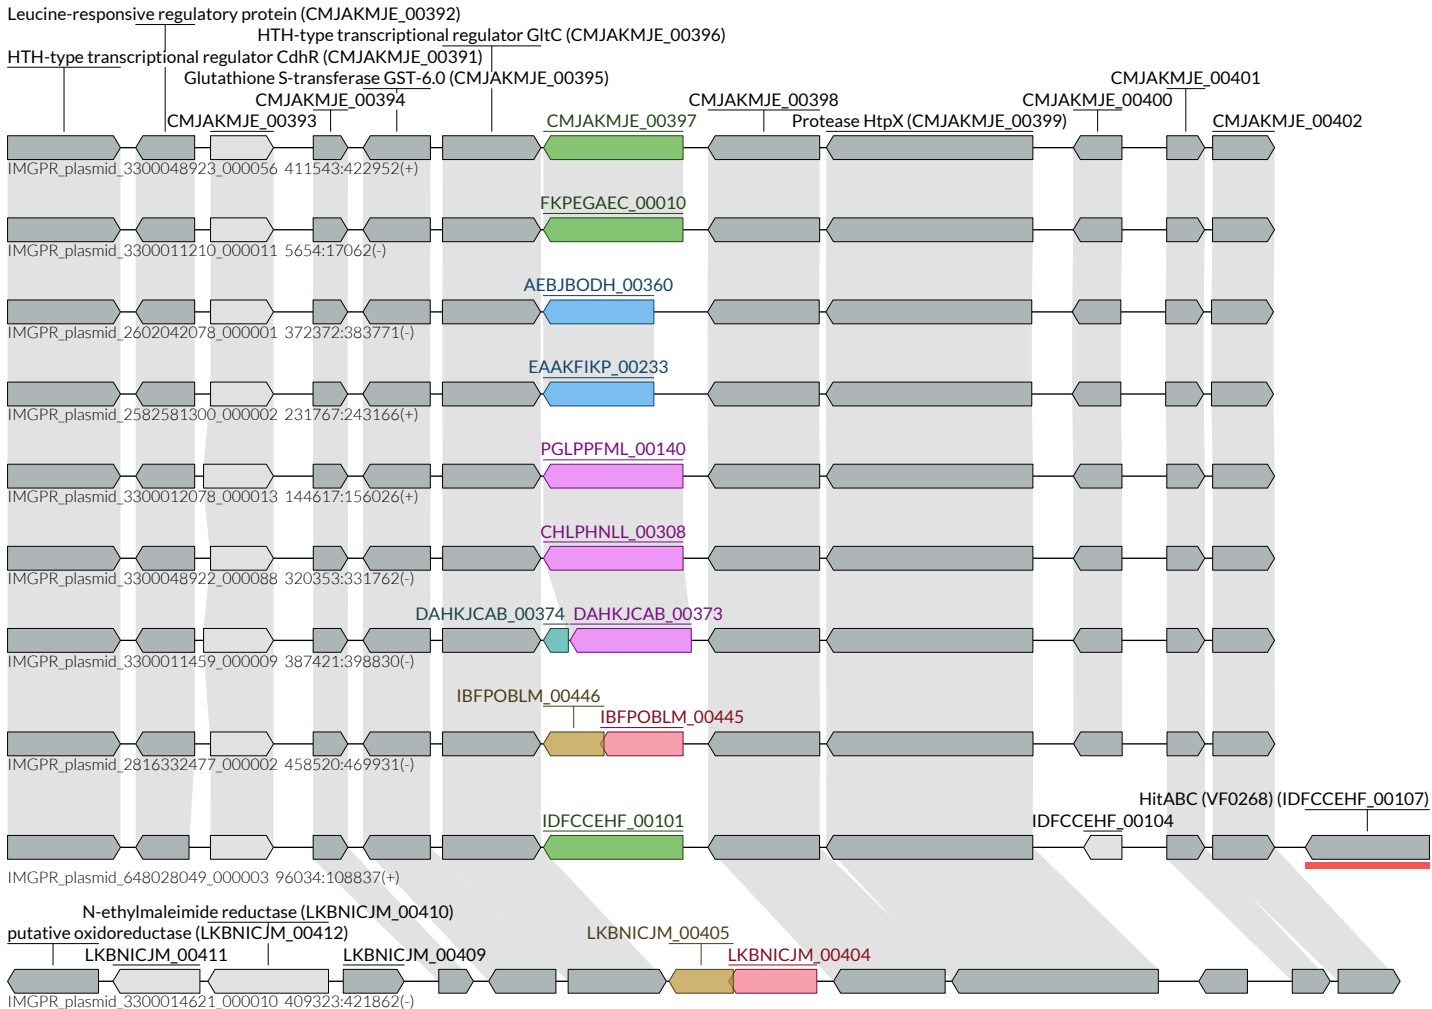 Leucine-responsive regulatory protein (CMJAKMJE_00392)
HTH-type transcriptional regulator GltC (CMJAKMJE_00396)
HTH-type transcriptional regulator CdhR (CMJAKMJE_00391)
Glutathione S-transferase GST-6.0 (CMJAKMJE_00395)
CMJAKMJE_00401
CMJAKMJE_00394
CMJAKMJE_00398
CMJAKMJE_00400
CMJAKMJE_00393
CMJAKMJE_00397
Protease HtpX (CMJAKMJE_00399)
CMJAKMJE_00402
IMGPR_plasmid_3300048923_000056 411543:422952(+)
FKPEGAEC_00010
IMGPR_plasmid_3300011210_000011 5654:17062(-)
AEBJBODH_00360
IMGPR_plasmid_2602042078_000001 372372:383771(-)
EAAKFIKP_00233
IMGPR_plasmid_2582581300_000002 231767:243166(+)
PGLPPFML_00140
IMGPR_plasmid_3300012078_000013 144617:156026(+)
CHLPHNLL_00308
IMGPR_plasmid_3300048922_000088 320353:331762(-)
DAHKJCAB_00374
DAHKJCAB_00373
IMGPR_plasmid_3300011459_000009 387421:398830(-)
IBFPOBLM_00446
IBFPOBLM_00445
IMGPR_plasmid_2816332477_000002 458520:469931(-)
HitABC (VF0268) (IDFCCEHF_00107)
IDFCCEHF_00101
IDFCCEHF_00104
IMGPR_plasmid_648028049_000003 96034:108837(+)
N-ethylmaleimide reductase (LKBNICJM_00410)
putative oxidoreductase (LKBNICJM_00412)
LKBNICJM_00405
LKBNICJM_00411
LKBNICJM_00409
LKBNICJM_00404
IMGPR_plasmid_3300014621_000010 409323:421862(-)